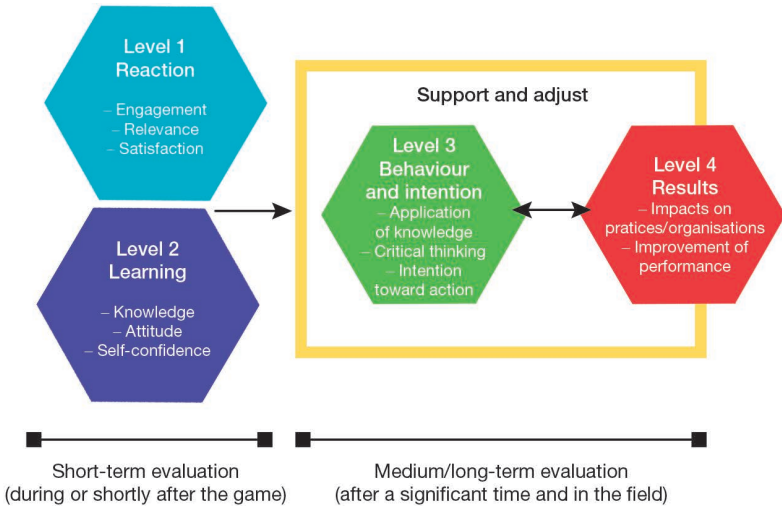 Level 1
Reaction
– Engagement
– Relevance
– Satisfaction
Level 2
Learning
– Knowledge
– Attitude
– Self-confidence
Support and adjust
Level 3
Behaviour
and intention
– Application
of knowledge
– Critical thinking
– Intention
toward action
Level 4
Results
– Impacts on
pratices/organisations
– Improvement of
performance
Short-term evaluation
(during or shortly after the game)
Medium/long-term evaluation
(after a significant time and in the field)